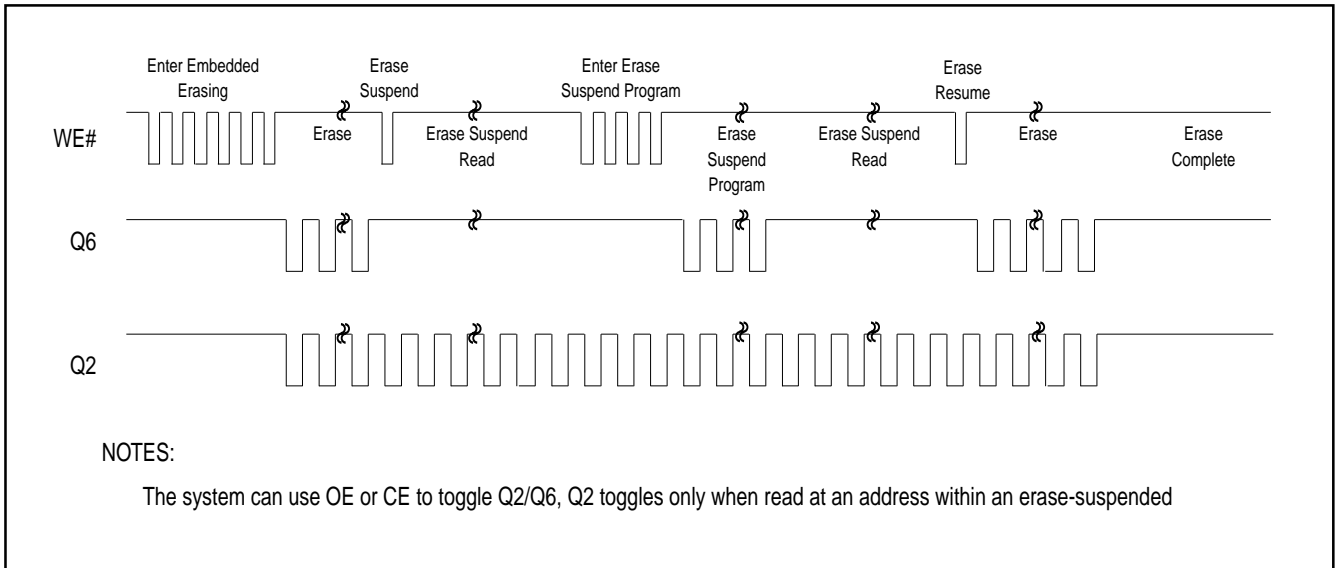 Enter Embedded
Erasing
Erase
Suspend
Enter Erase
Suspend Program
Erase
Resume
WE#
Erase
Erase Suspend
Read
Erase
Suspend
Program
Erase Suspend
Read
Erase
Erase
Complete
Q6
Q2
NOTES:
The system can use OE or CE to toggle Q2/Q6, Q2 toggles only when read at an address within an erase-suspended